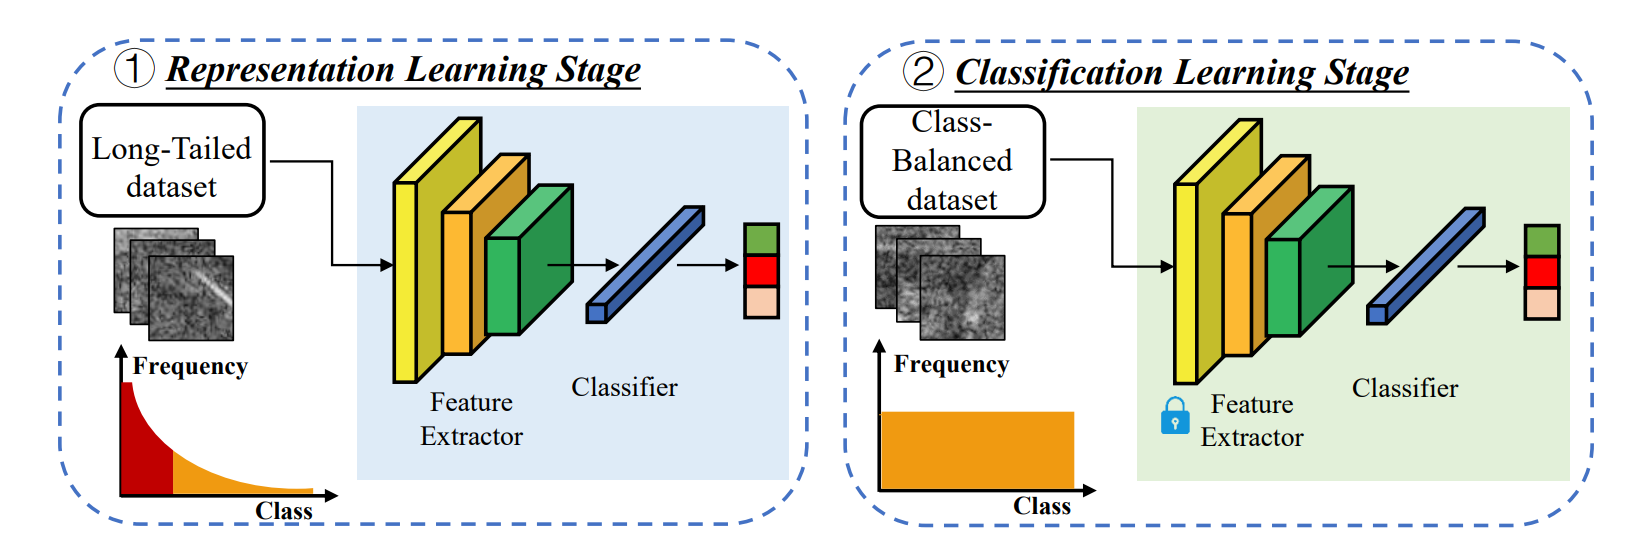 ① Representation Learning Stage
Long-Tailed
dataset
Frequency
Class
Feature
Extractor
Classifier
② Classification Learning Stage
Class-
Balanced
dataset
Frequency
Class
Feature
Extractor
Classifier